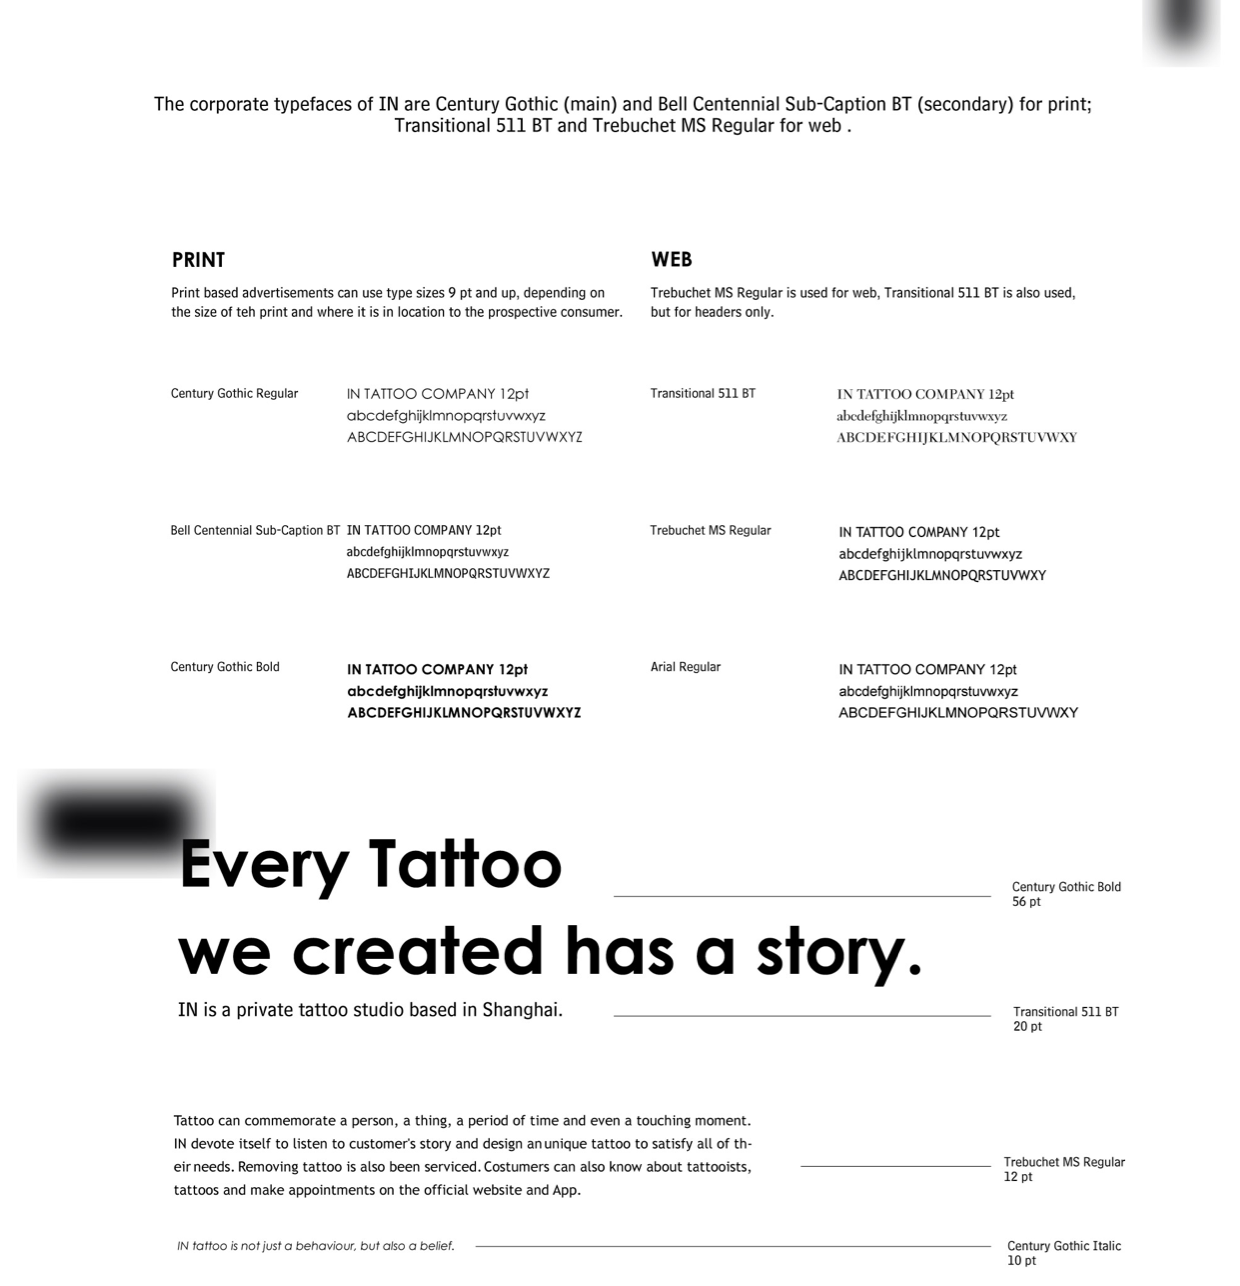 The corporate typefaces of IN are Century Gothic (main) and Bell Centennial Sub-Caption BT (secondary) for print;
Transitional 511 BT and Trebuchet MS Regular for web .
PRINT
Print based advertisements can use type sizes 9 pt and up, depending on
the size of teh print and where it is in location to the prospective consumer.
Century Gothic Regular
IN TATTOO COMPANY 12pt
abcdefghijklmnopqrstuvwxyz
ABCDEFGHIJKLMNOPQRSTUVWXYZ
Bell Centennial Sub-Caption BT
IN TATTOO COMPANY 12pt
abcdefghijklmnopqrstuvwxyz
ABCDEFGHIJKLMNOPQRSTUVWXYZ
Century Gothic Bold
IN TATTOO COMPANY 12pt
abcdefghijklmnopqrstuvwxyz
ABCDEFGHIJKLMNOPQRSTUVWXYZ
WEB
Trebuchet MS Regular is used for web, Transitional 511 BT is also used,
but for headers only.
Transitional 511 BT
IN TATTOO COMPANY 12pt
abcdefghijklmnopqrstuvwxyz
ABCDEFGHIJKLMNOPQRSTUVWXY
Trebuchet MS Regular
IN TATTOO COMPANY 12pt
abcdefghijklmnopqrstuvwxyz
ABCDEFGHIJKLMNOPQRSTUVWXY
Arial Regular
IN TATTOO COMPANY 12pt
abcdefghijklmnopqrstuvwxyz
ABCDEFGHIJKLMNOPQRSTUVWXY
Every Tattoo
we created has a story.
Century Gothic Bold
56 pt
IN is a private tattoo studio based in Shanghai.
Transitional 511 BT
20 pt
Tattoo can commemorate a person, a thing, a period of time and even a touching moment.
IN devote itself to listen to customer's story and design an unique tattoo to satisfy all of th-
eir needs. Removing tattoo is also been serviced. Costumers can also know about tattooists,
tattoos and make appointments on the official website and App.
Trebuchet MS Regular
12 pt
IN tattoo is not just a behaviour, but also a belief.
Century Gothic Italic
10 pt